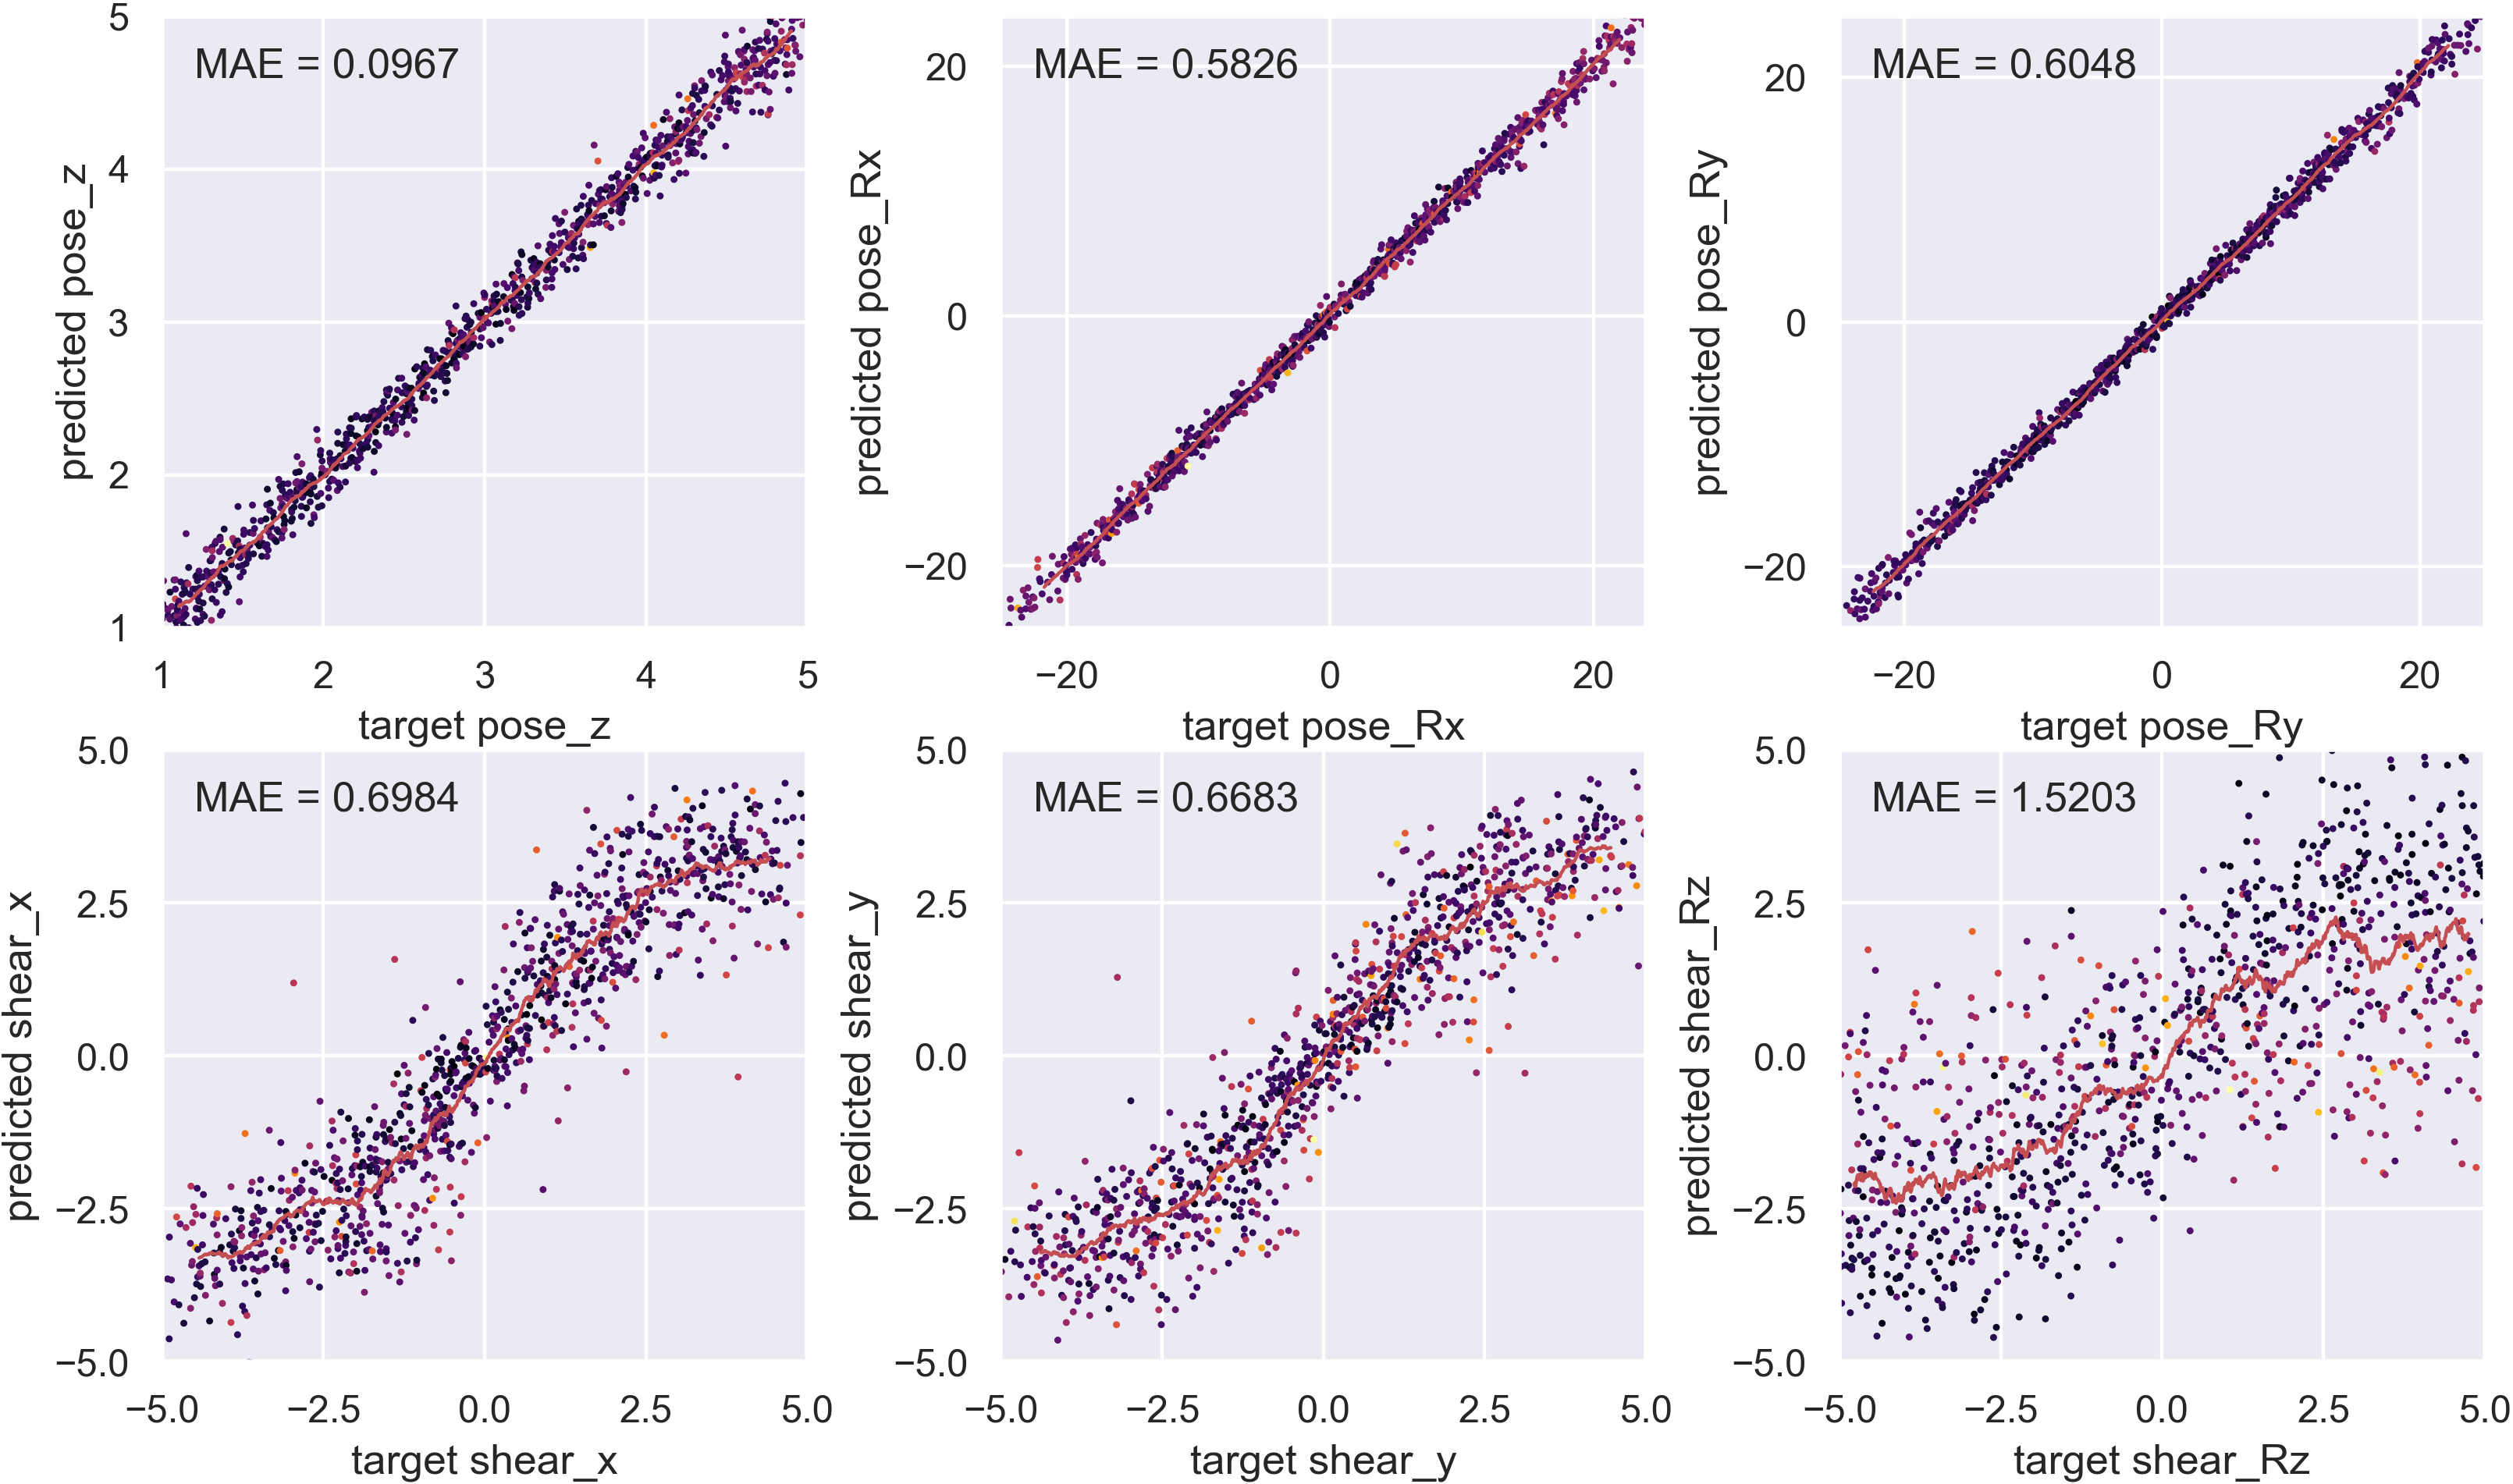 MAE = 0.0967
predicted pose_z
5
4
3
2
1
1 2 3 4 5
target pose_z
MAE = 0.5826
predicted pose_Rx
20
0
−20
−20 0 20
target pose_Rx
MAE = 0.6048
predicted pose_Ry
20
0
−20
−20 0 20
target pose_Ry
MAE = 0.6984
predicted shear_x
5.0
2.5
0.0
−2.5
−5.0
−5.0 −2.5 0.0 2.5 5.0
target shear_x
MAE = 0.6683
predicted shear_y
5.0
2.5
0.0
−2.5
−5.0
−5.0 −2.5 0.0 2.5 5.0
target shear_y
MAE = 1.5203
predicted shear_Rz
5.0
2.5
0.0
−2.5
−5.0
−5.0 −2.5 0.0 2.5 5.0
target shear_Rz